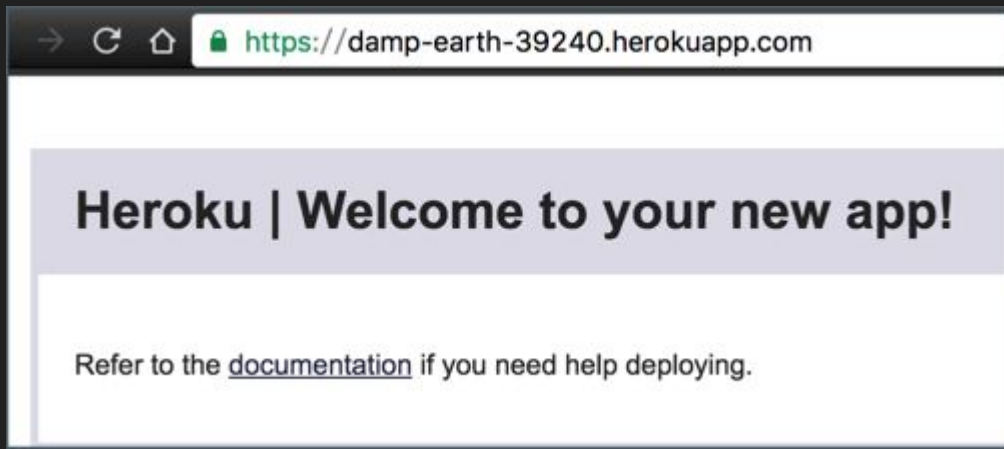 https://damp-earth-39240.herokuapp.com
Heroku | Welcome to your new app!
Refer to the documentation if you need help deploying.